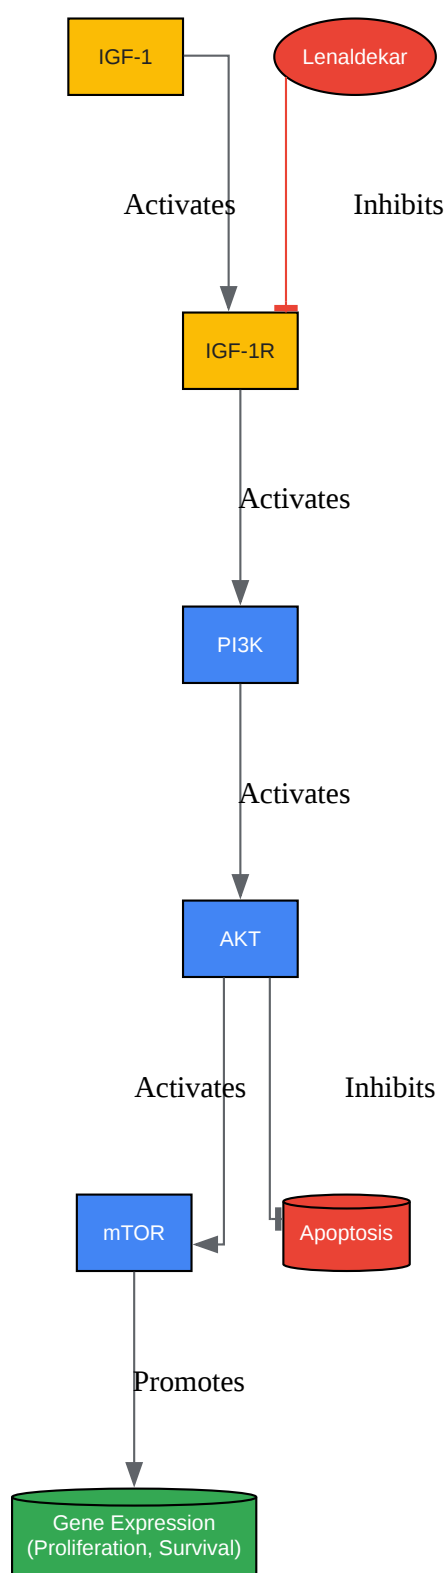 IGF-1
Lenaldekar
Activates
Inhibits
IGF-1R
Activates
PI3K
Activates
AKT
Activates
Inhibits
mTOR
Apoptosis
Promotes
Gene Expression
(Proliferation, Survival)